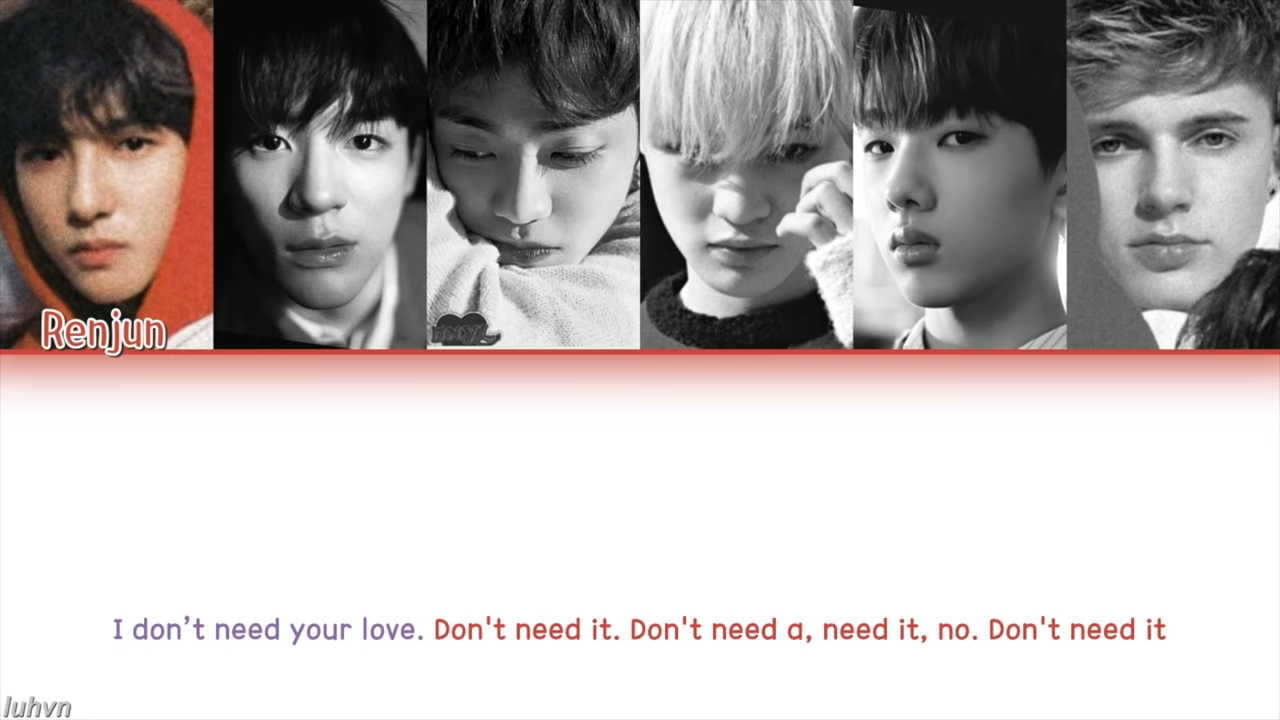 Renjun
I don’t need your love. Don't need it. Don't need a, need it, no. Don't need it
luhvn